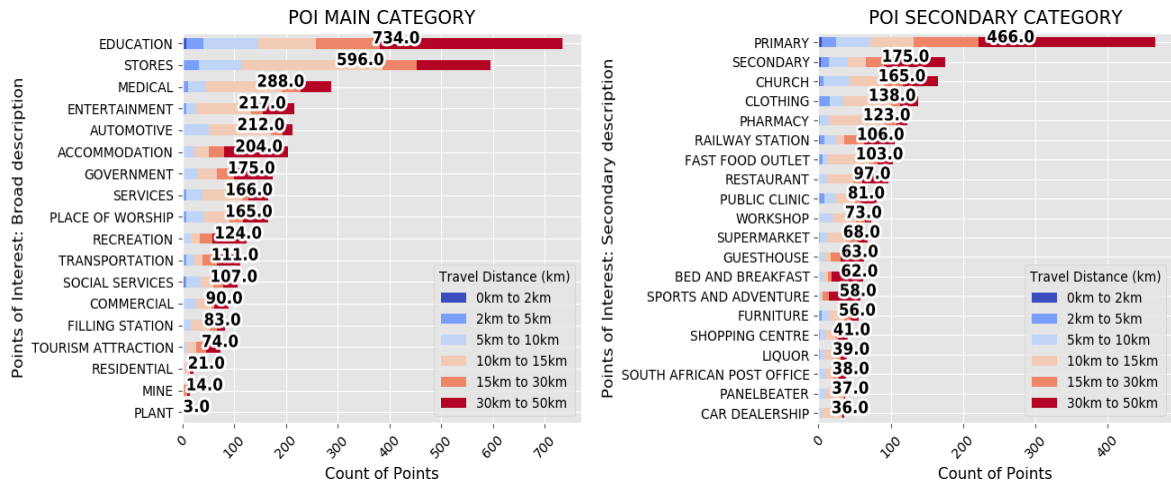 POI MAIN CATEGORY
Points of Interest: Broad description
EDUCATION 734.0
STORES 596.0
MEDICAL 288.0
ENTERTAINMENT 217.0
AUTOMOTIVE 212.0
ACCOMMODATION 204.0
GOVERNMENT 175.0
SERVICES 166.0
PLACE OF WORSHIP 165.0
RECREATION 124.0
TRANSPORTATION 111.0
SOCIAL SERVICES 107.0
COMMERCIAL 90.0
FILLING STATION 83.0
TOURISM ATTRACTION 74.0
RESIDENTIAL 21.0
MINE 14.0
PLANT 3.0
Travel Distance (km)
0km to 2km
2km to 5km
5km to 10km
10km to 15km
15km to 30km
30km to 50km
0 100 200 300 400 500 600 700
Count of Points
POI SECONDARY CATEGORY
Points of Interest: Secondary description
PRIMARY 466.0
SECONDARY 175.0
CHURCH 165.0
CLOTHING 138.0
PHARMACY 123.0
RAILWAY STATION 106.0
FAST FOOD OUTLET 103.0
RESTAURANT 97.0
PUBLIC CLINIC 81.0
WORKSHOP 73.0
SUPERMARKET 68.0
GUESTHOUSE 63.0
BED AND BREAKFAST 62.0
SPORTS AND ADVENTURE 58.0
FURNITURE 56.0
SHOPPING CENTRE 41.0
LIQUOR 39.0
SOUTH AFRICAN POST OFFICE 38.0
PANELBEATER 37.0
CAR DEALERSHIP 36.0
Travel Distance (km)
0km to 2km
2km to 5km
5km to 10km
10km to 15km
15km to 30km
30km to 50km
0 100 200 300 400
Count of Points